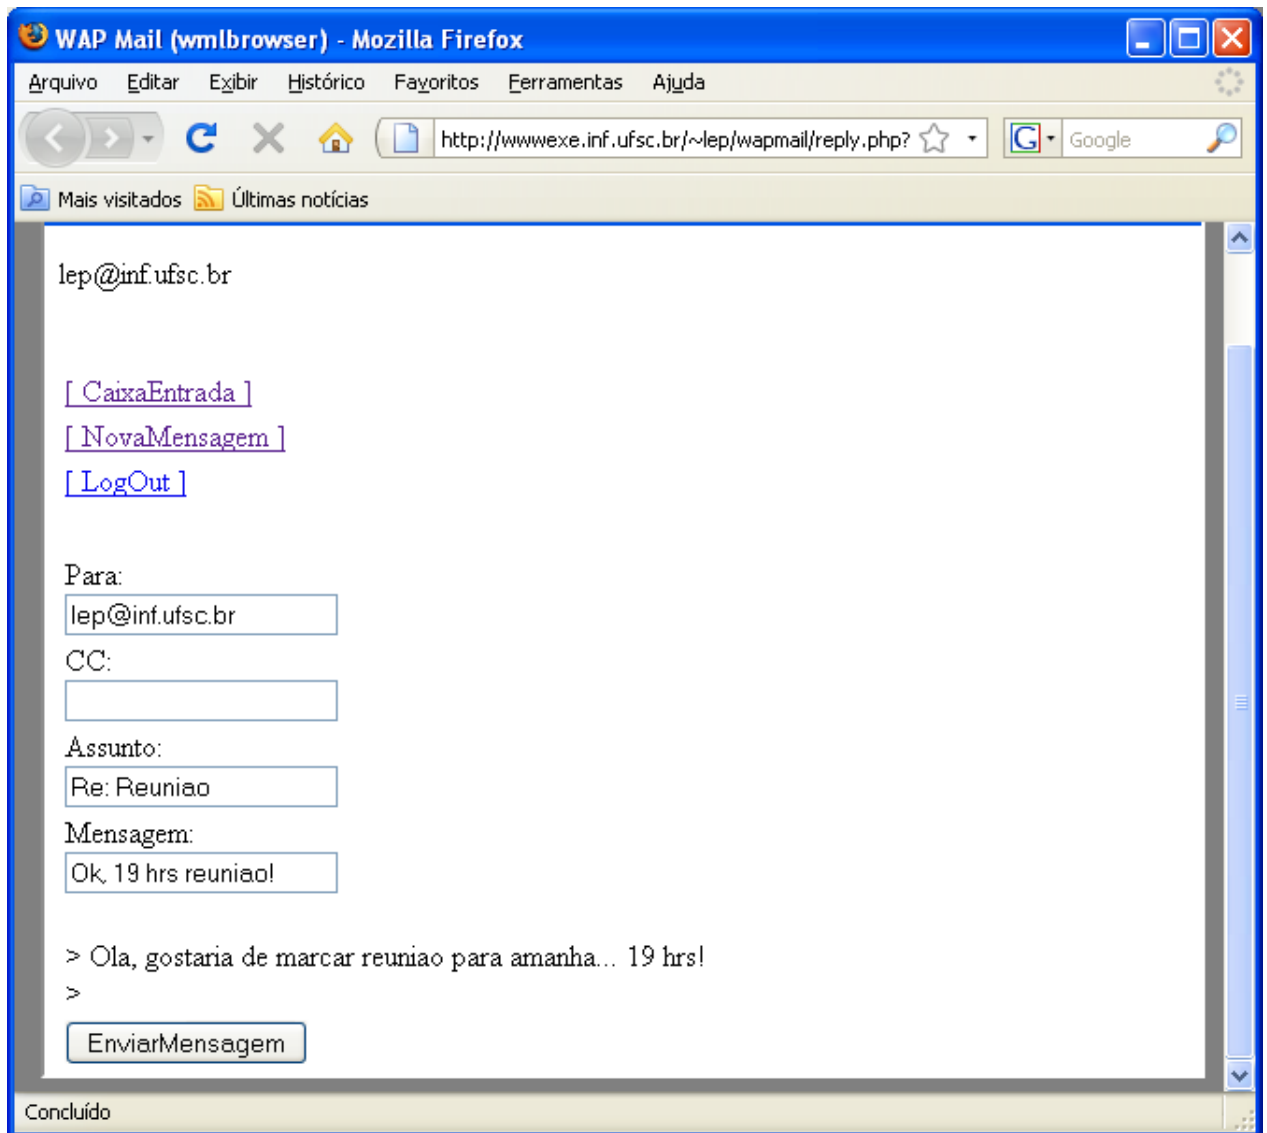 WAP Mail (wmlbrowser) - Mozilla Firefox
Arquivo Editar Exibir Histórico Favoritos Ferramentas Ajuda
http://wwwexe.inf.ufsc.br/~lep/wapmail/reply.php? G Google
Mais visitados Últimas notícias
lep@inf.ufsc.br
[ CaixaEntrada ]
[ NovaMensagem ]
[ LogOut ]
Para:
lep@inf.ufsc.br
CC:
Assunto:
Re: Reuniao
Mensagem:
Ok, 19 hrs reuniao!
> Ola, gostaria de marcar reuniao para amanha... 19 hrs!
>
EnviarMensagem
Concluído